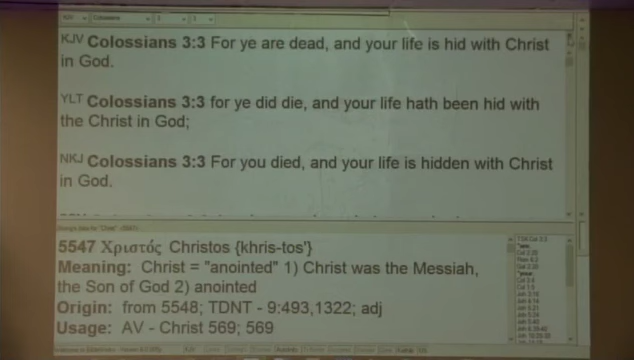 KJV Colossians 3:3 For ye are dead, and your life is hid with Christ
in God.
YLT Colossians 3:3 for ye did die, and your life hath been hid with
the Christ in God;
NKJ Colossians 3:3 For you died, and your life is hidden with Christ
in God.
5547 Χριστός Christos {khris-tos'}
Meaning: Christ = "anointed" 1) Christ was the Messiah,
the Son of God 2) anointed
Origin: from 5548; TDNT - 9:493,1322; adj
Usage: AV - Christ 569; 569